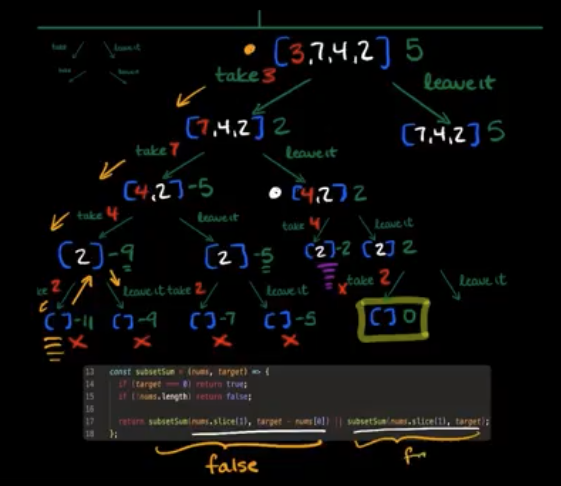 take leave it
[3,7,4,2] 5
take 3 leave it
[7,4,2] 2 [7,4,2] 5
take 7 leave it
[4,2] -5 [4,2] 2
take 4 leave it take 4 leave it
[2] -9 [2] -5 [2] -2 [2] 2
ke 2 leave it take 2 leave it x take 2 leave it
[] -11 [] -9 [] -7 [] -5 [] 0
x x x x
13 const subsetSum = (nums, target) => {
14 if (target === 0) return true;
15 if (!nums.length) return false;
16
17 return subsetSum(nums.slice(1), target - nums[0]) || subsetSum(nums.slice(1), target);
18 };
false